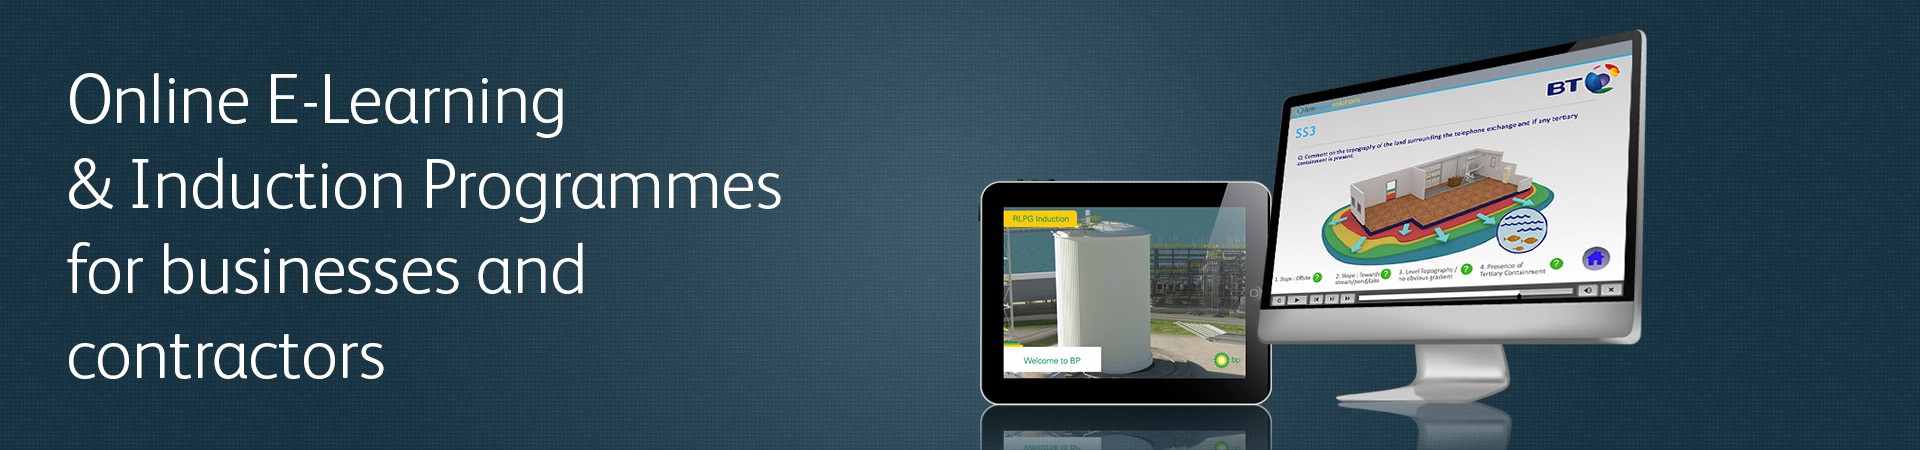 Online E-Learning
& Induction Programmes
for businesses and
contractors
RLPG Induction
Welcome to BP
bp
BT
solutions
SS3
Q: Comment on the topography of the land surrounding the telephone exchange and if any tertiary
containment is present.
1. Slope : Offsite ?
2. Slope : Towards ?
stream/pond/lake
3. Level Topography / ?
no obvious gradient
4. Presence of ?
Tertiary Containment